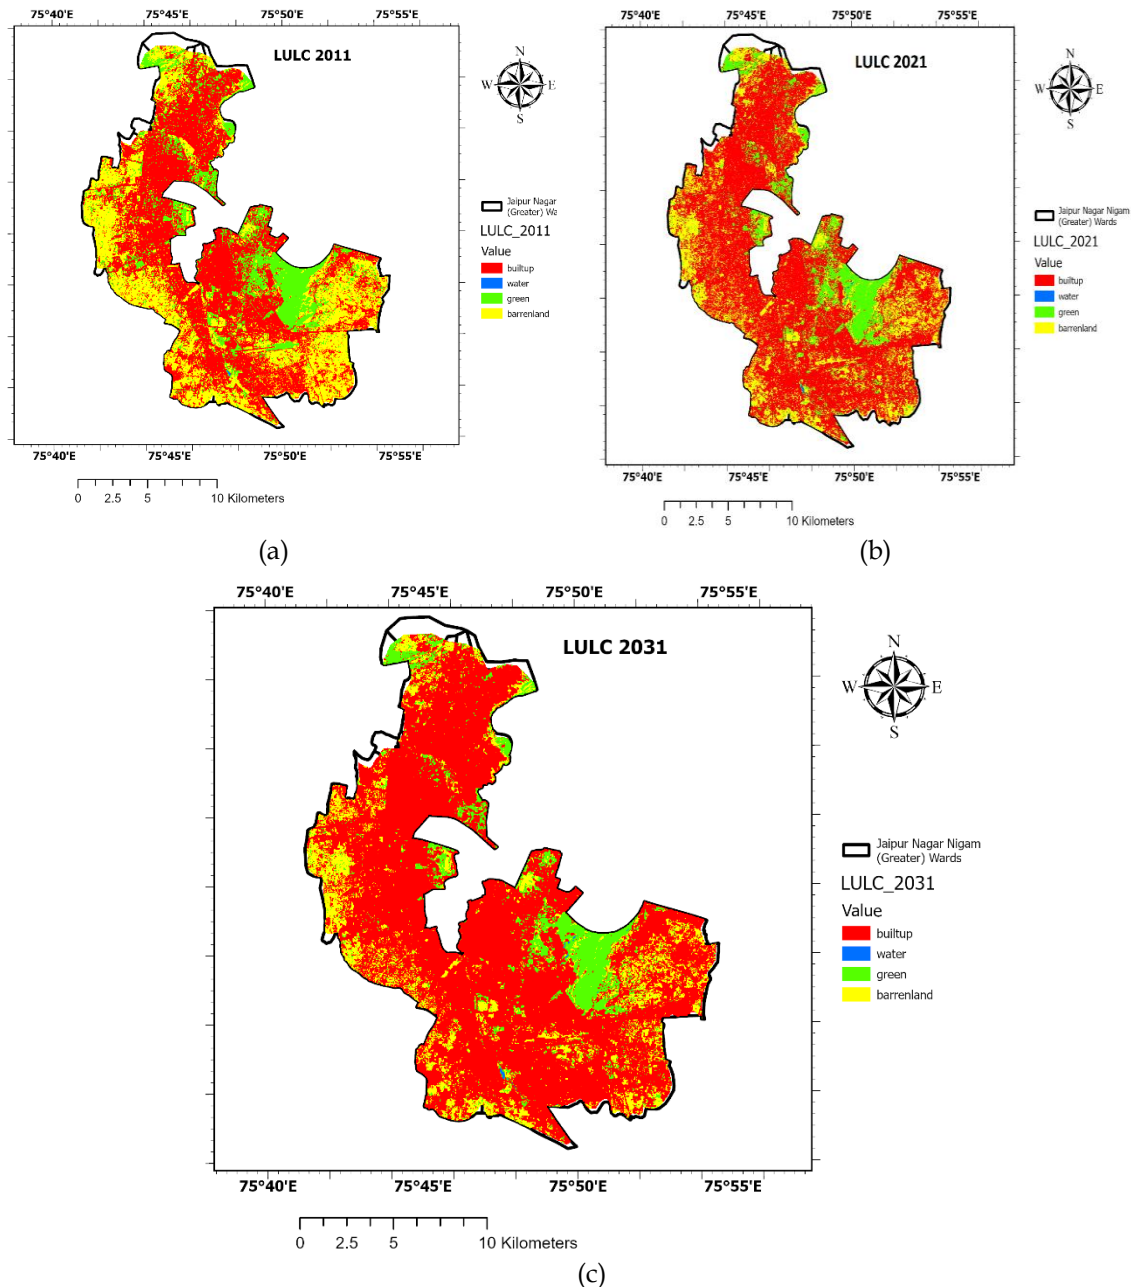 75°40'E 75°45'E 75°50'E 75°55'E
LULC 2011
N
W E
S
Jaipur Nagar
(Greater) Wa
LULC_2011
Value
builtup
water
green
barrenland
75°40'E 75°45'E 75°50'E 75°55'E
0 2.5 5 10 Kilometers
(a)
75°40'E 75°45'E 75°50'E 75°55'E
LULC 2021
N
W E
S
Jaipur Nagar Nigam
(Greater) Wards
LULC_2021
Value
builtup
water
green
barrenland
75°40'E 75°45'E 75°50'E 75°55'E
0 2.5 5 10 Kilometers
(b)
75°40'E 75°45'E 75°50'E 75°55'E
LULC 2031
N
W E
S
Jaipur Nagar Nigam
(Greater) Wards
LULC_2031
Value
builtup
water
green
barrenland
75°40'E 75°45'E 75°50'E 75°55'E
0 2.5 5 10 Kilometers
(c)